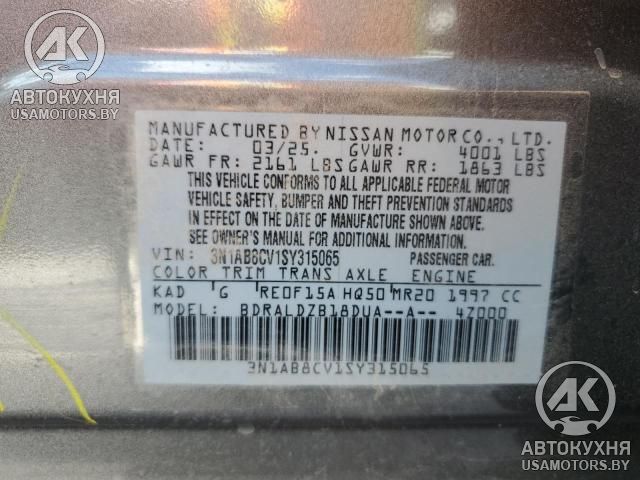 AK
АВТОКУХНЯ
USAMOTORS.BY
MANUFACTURED BY NISSAN MOTOR CO., LTD.
DATE: 03/25. GVWR: 4001 LBS
GAWR FR: 2161 LBS GAWR RR: 1863 LBS
THIS VEHICLE CONFORMS TO ALL APPLICABLE FEDERAL MOTOR
VEHICLE SAFETY, BUMPER AND THEFT PREVENTION STANDARDS
IN EFFECT ON THE DATE OF MANUFACTURE SHOWN ABOVE.
SEE OWNER'S MANUAL FOR ADDITIONAL INFORMATION.
VIN: 3N1AB8CV1SY315065 PASSENGER CAR.
COLOR TRIM TRANS AXLE ENGINE
KAD G RE0F15A HQ50 MR20 1997 CC
MODEL: BDRALDZB18DUA--A-- 4Z000
3N1AB8CV1SY315065
AK
АВТОКУХНЯ
USAMOTORS.BY